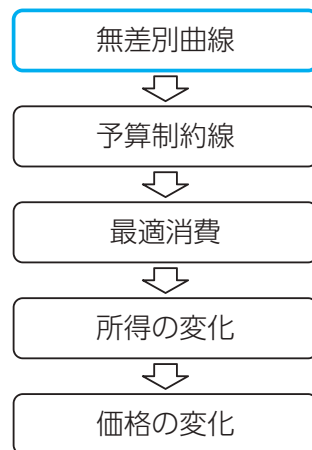 無差別曲線
予算制約線
最適消費
所得の変化
価格の変化